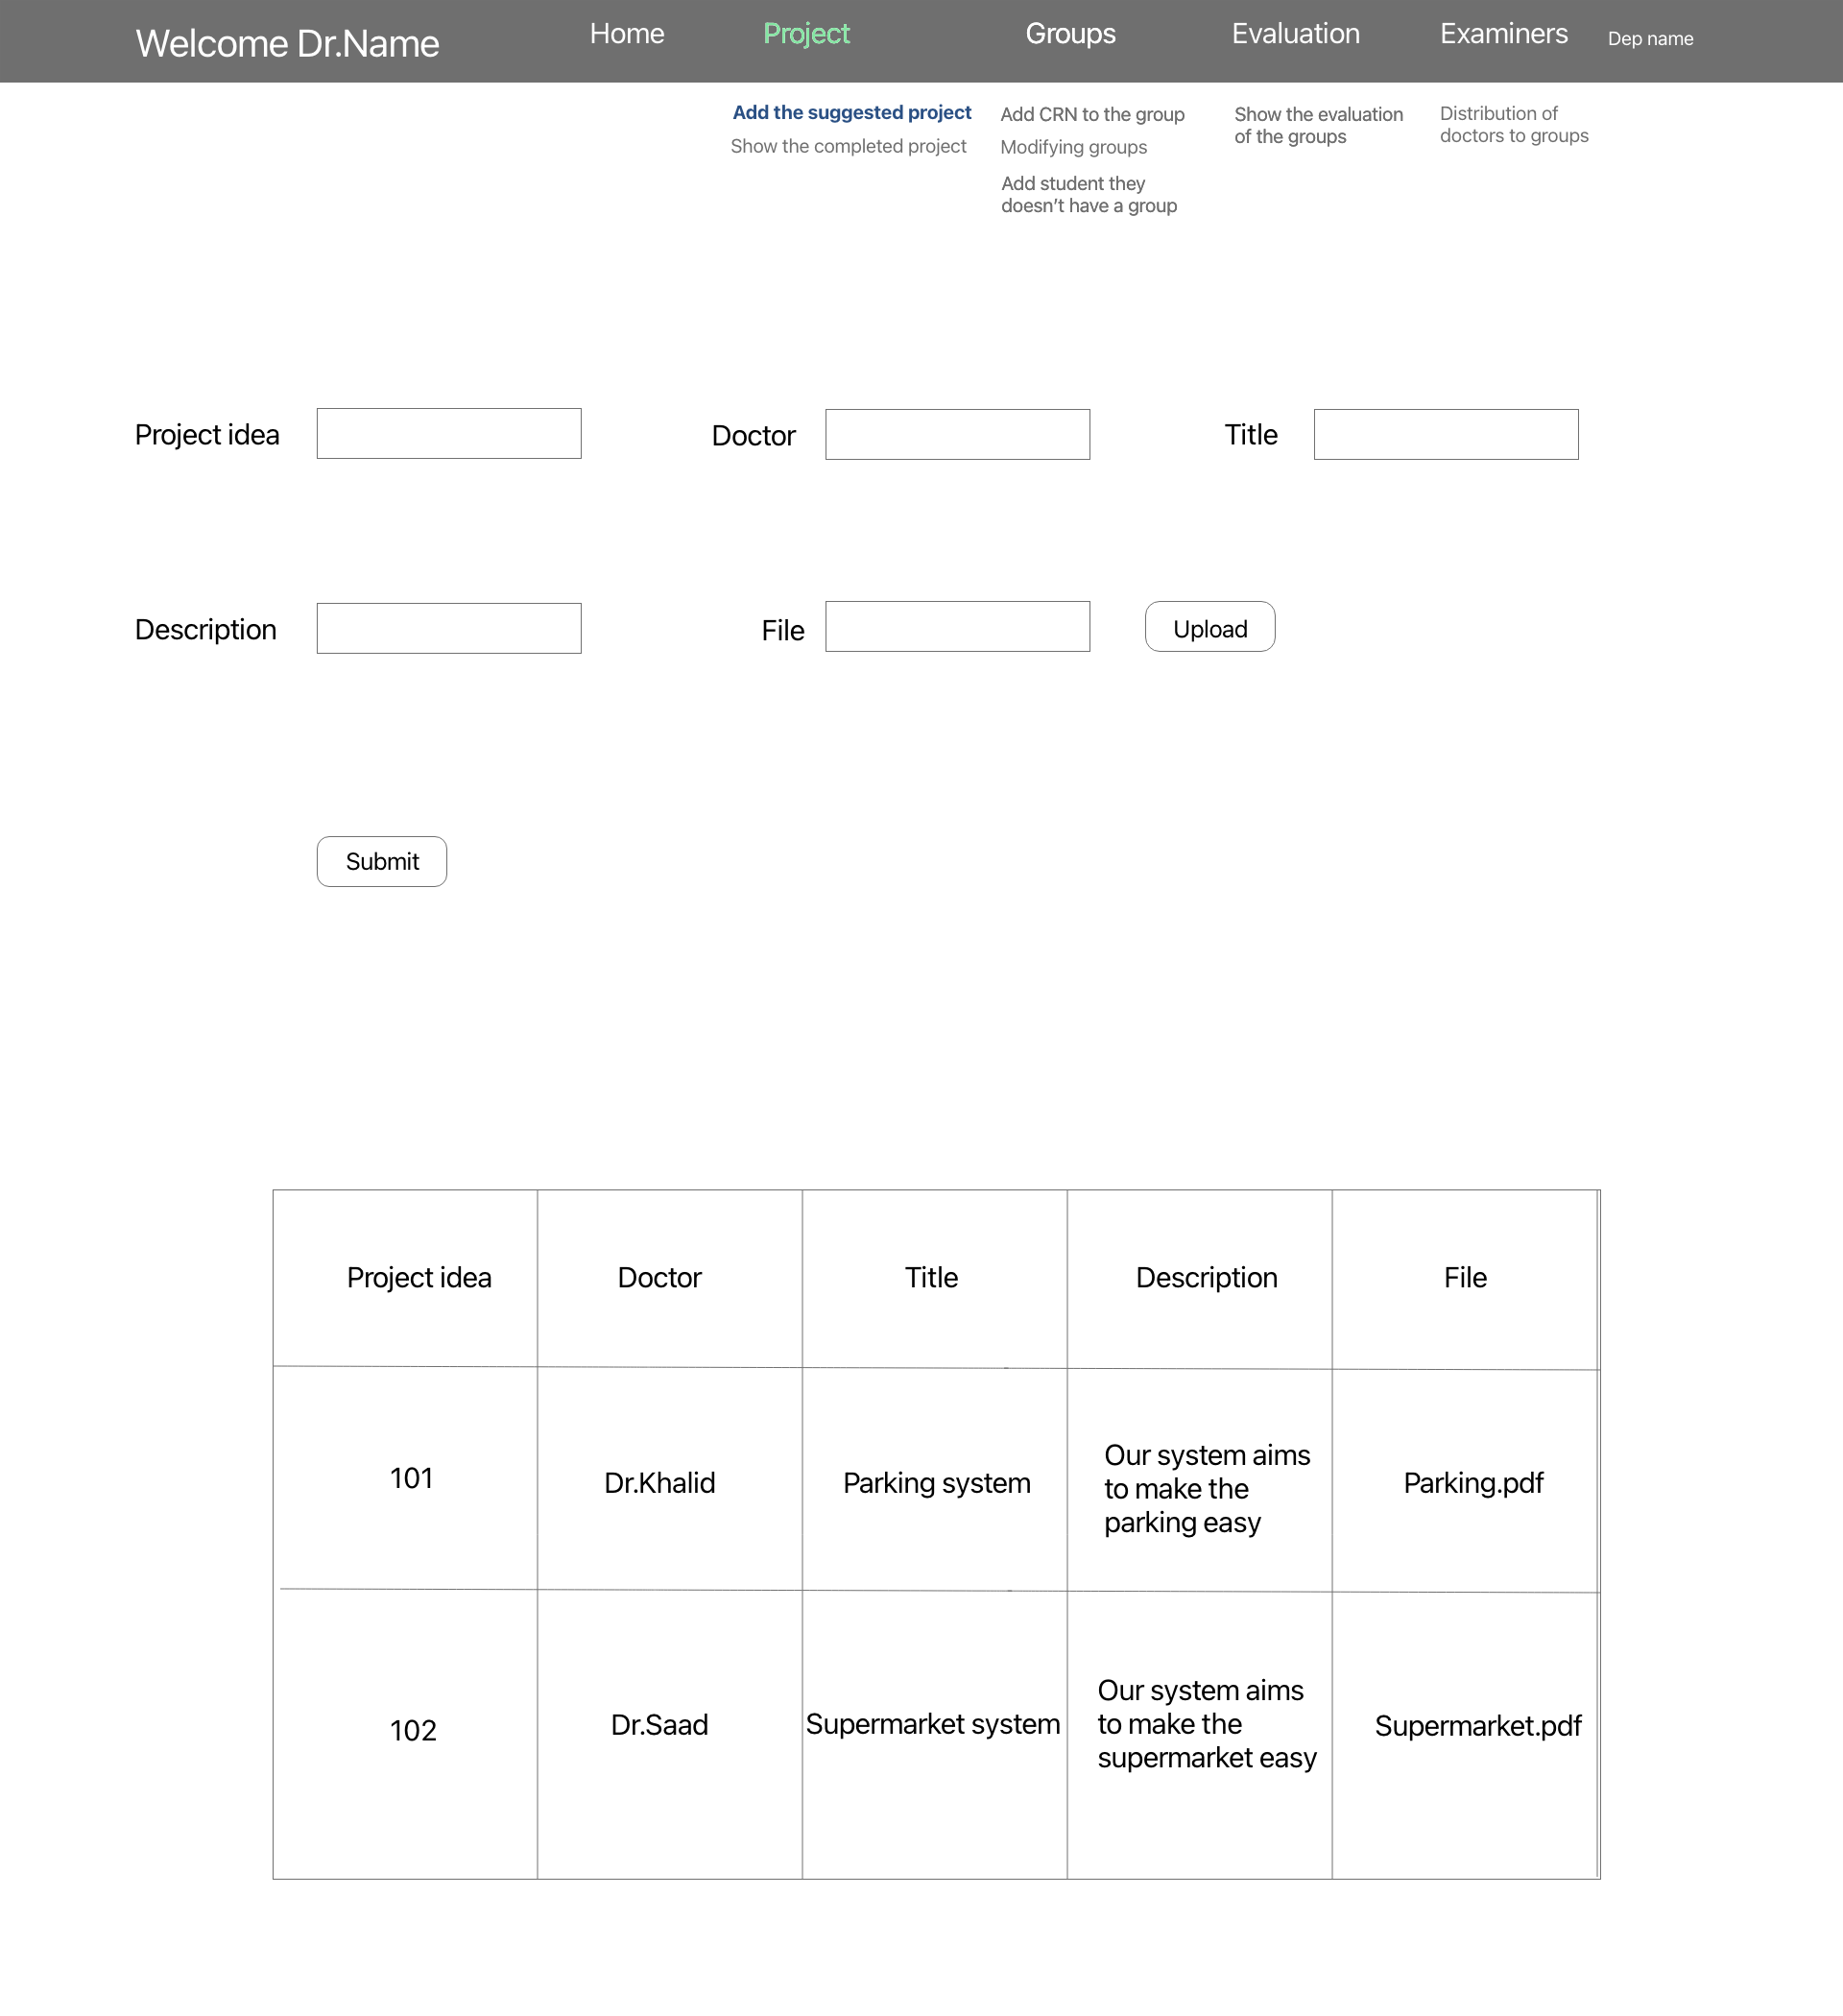 Welcome Dr.Name
Home
Project
Groups
Evaluation
Examiners
Dep name
Add the suggested project
Show the completed project
Add CRN to the group
Modifying groups
Add student they
doesn’t have a group
Show the evaluation
of the groups
Distribution of
doctors to groups
Project idea
Doctor
Title
Description
File
Upload
Submit
Project idea
Doctor
Title
Description
File
101
Dr.Khalid
Parking system
Our system aims
to make the
parking easy
Parking.pdf
102
Dr.Saad
Supermarket system
Our system aims
to make the
supermarket easy
Supermarket.pdf